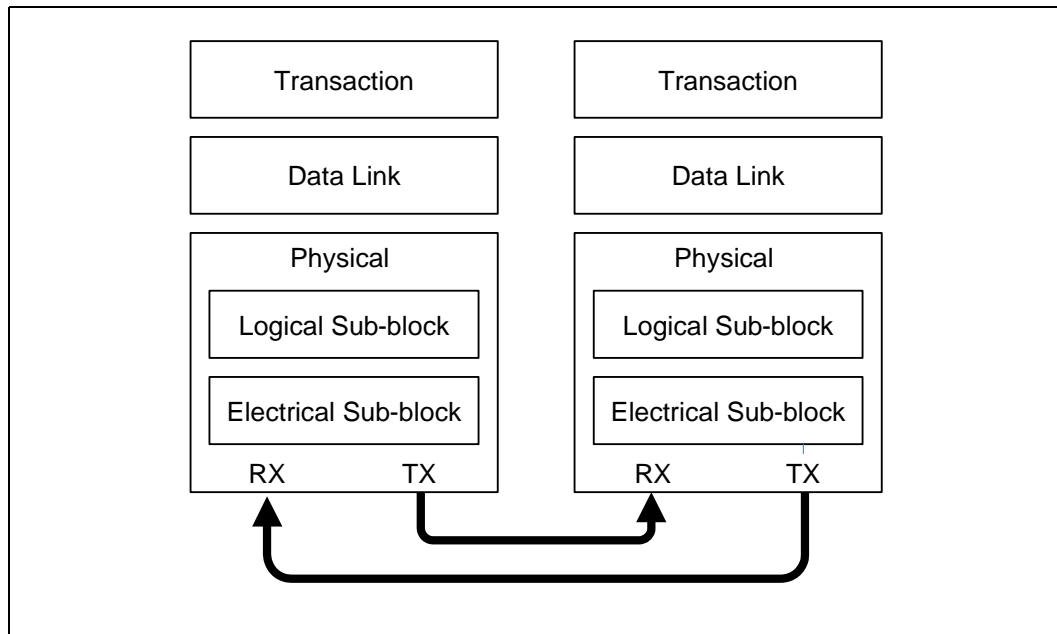 Transaction
Data Link
Physical
Logical Sub-block
Electrical Sub-block
RX TX
Transaction
Data Link
Physical
Logical Sub-block
Electrical Sub-block
RX TX